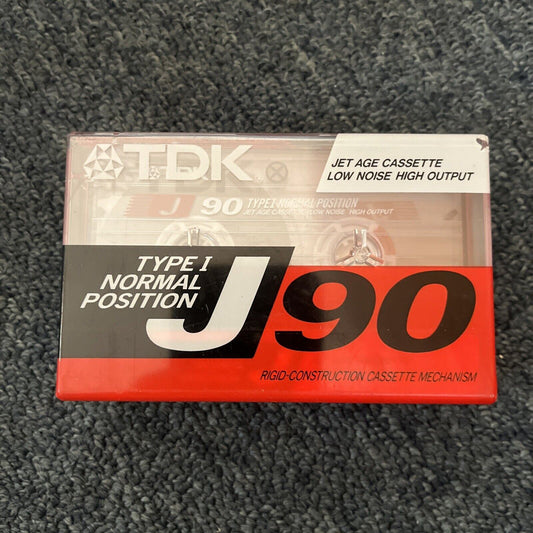 TDK
JET AGE CASSETTE
LOW NOISE HIGH OUTPUT
J 90 TYPE I NORMAL POSITION
JET AGE CASSETTE LOW NOISE HIGH OUTPUT
TYPE I
NORMAL
POSITION
J90
RIGID-CONSTRUCTION CASSETTE MECHANISM